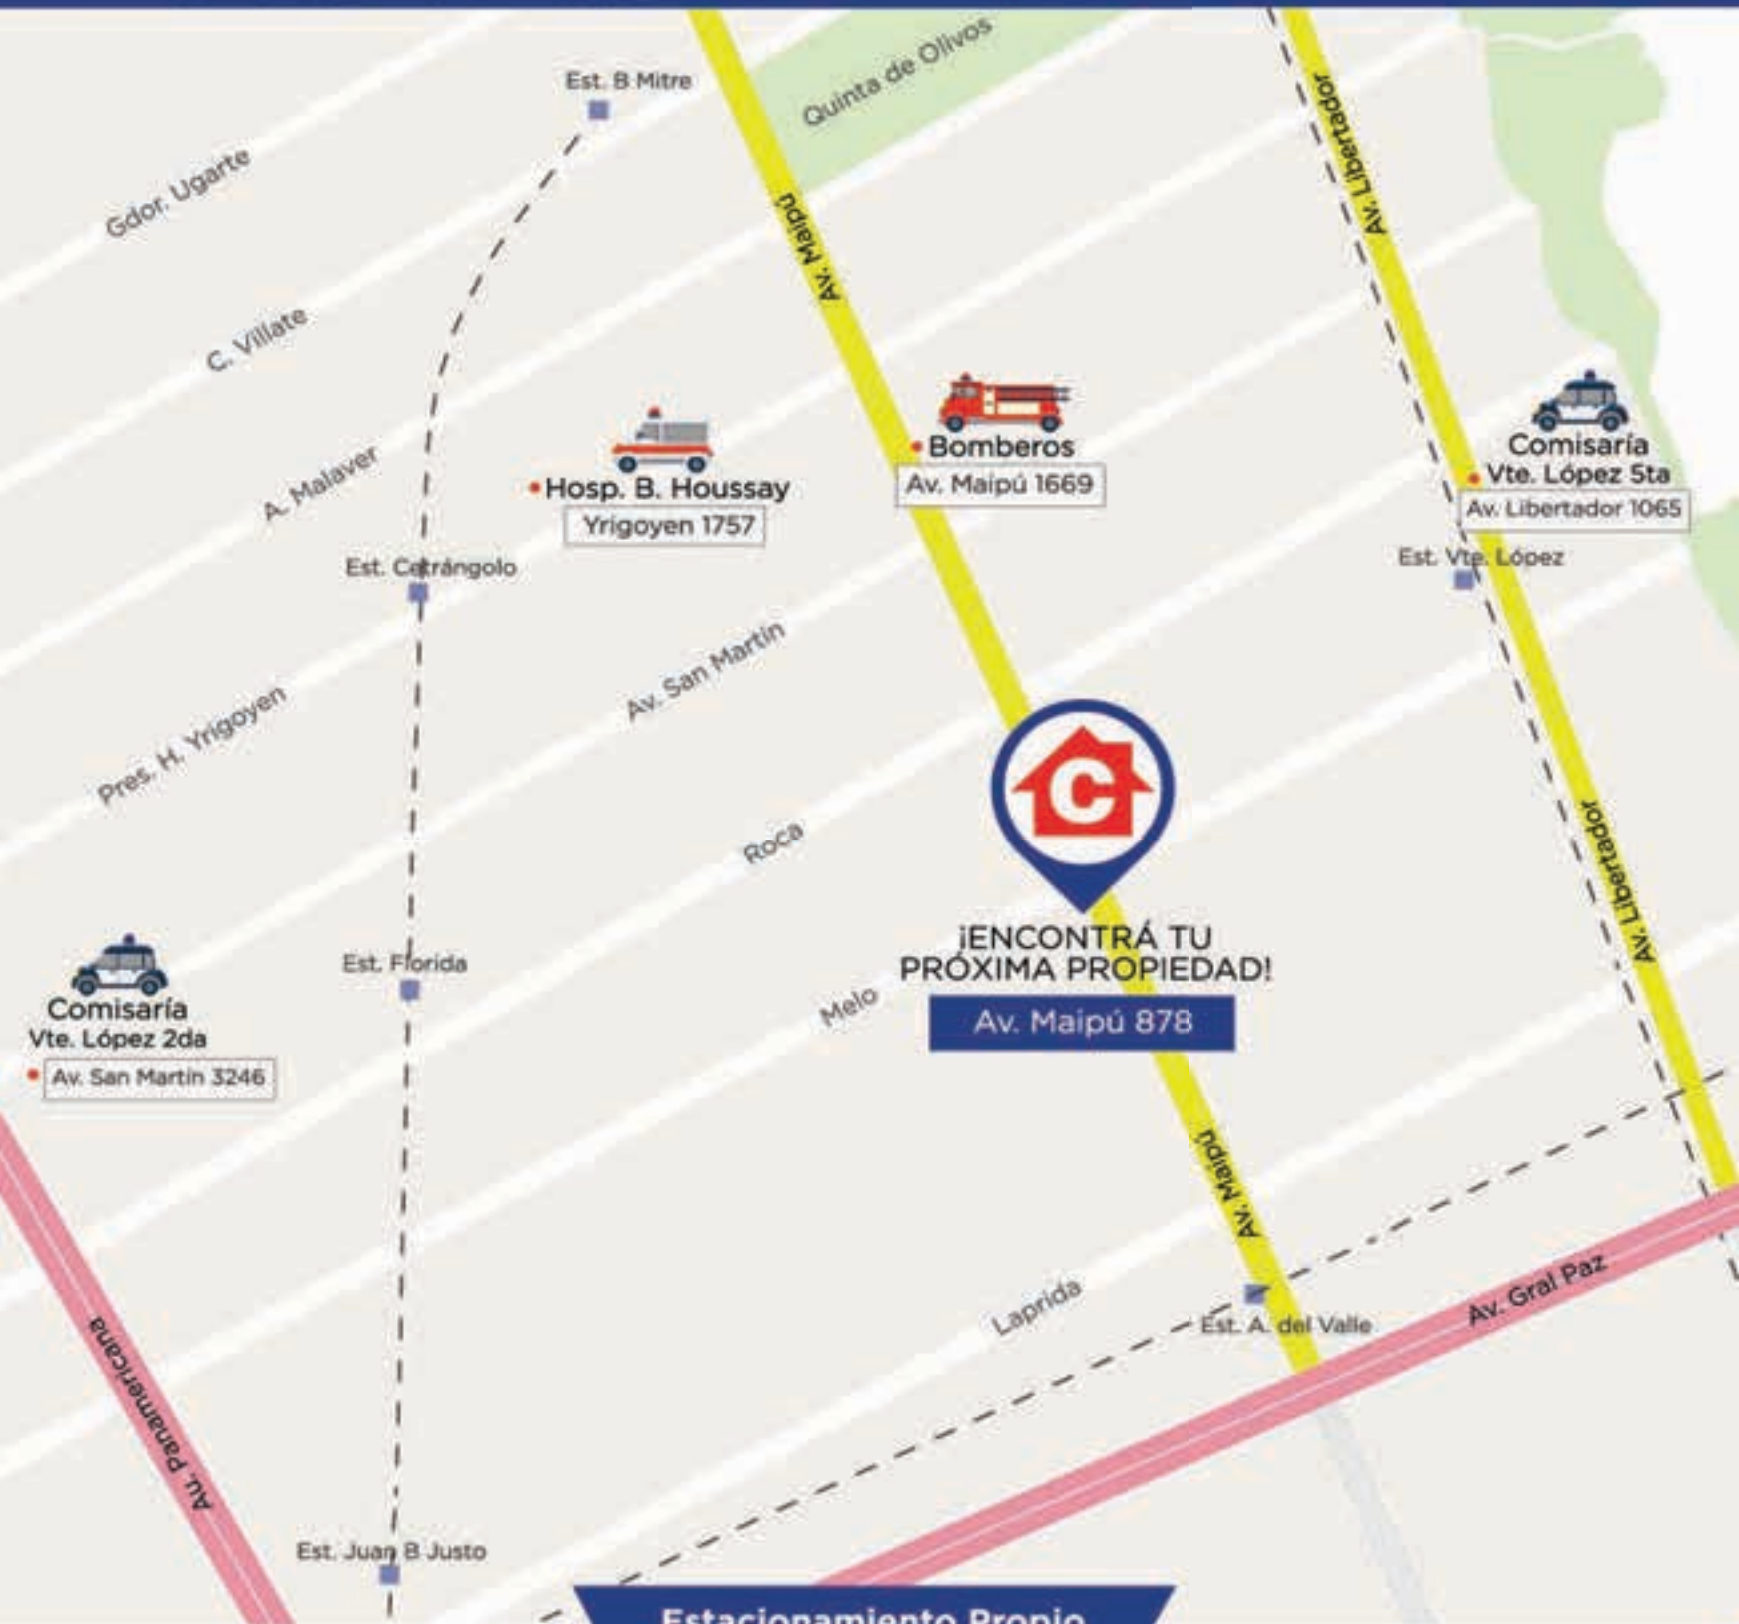 Est. B Mitre
Quinta de Olivos
Av. Libertador
Gdor. Ugarte
Av. Maipú
C. Villate
A. Malaver
Hosp. B. Houssay
Yrigoyen 1757
Bomberos
Av. Maipú 1669
Comisaría
Vte. López 5ta
Av. Libertador 1065
Est. Vte. López
Est. Cetrángolo
Av. San Martín
Pres. H. Yrigoyen
C
Roca
Av. Libertador
¡ENCONTRÁ TU
PRÓXIMA PROPIEDAD!
Av. Maipú 878
Est. Florida
Melo
Comisaría
Vte. López 2da
Av. San Martín 3246
Av. Maipú
Laprida
Est. A. del Valle
Av. Gral Paz
Au. Panamericana
Est. Juan B Justo
Estacionamiento Propio